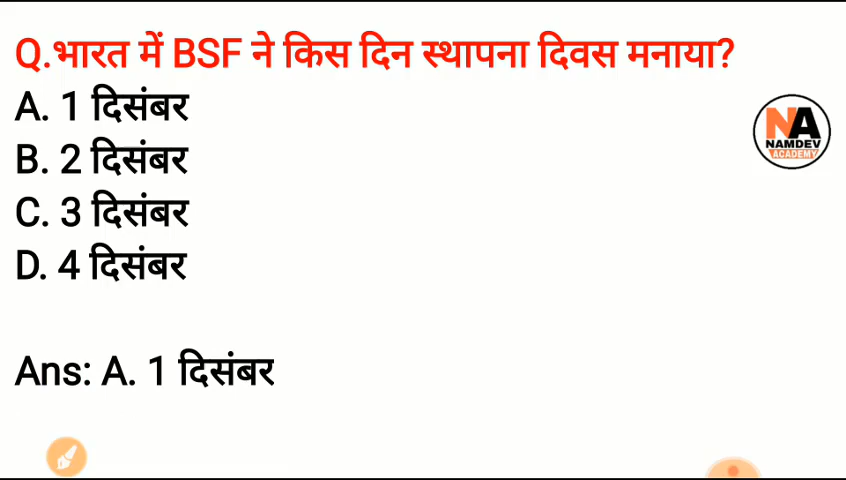 Q.भारत में BSF ने किस दिन स्थापना दिवस मनाया?
A. 1 दिसंबर
B. 2 दिसंबर
C. 3 दिसंबर
D. 4 दिसंबर
Ans: A. 1 दिसंबर
NA
NAMDEV
ACADEMY